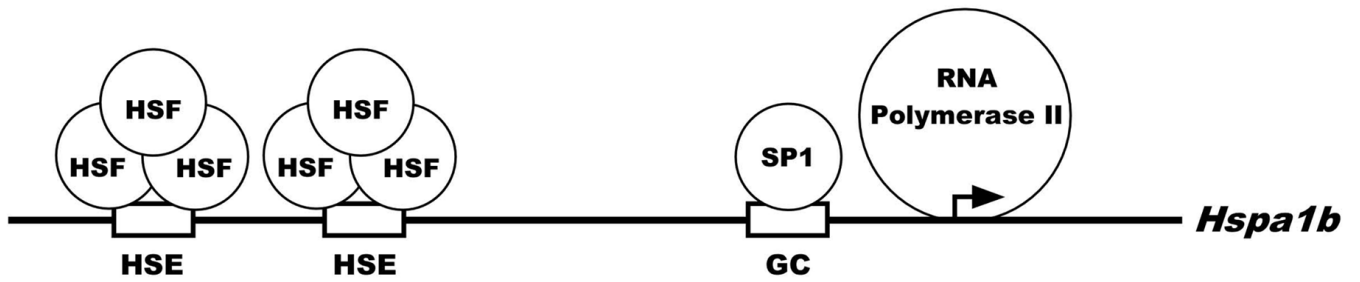 HSF
HSF
HSF
HSF
HSF
HSF
SP1
RNA
Polymerase II
HSE
HSE
GC
Hspa1b